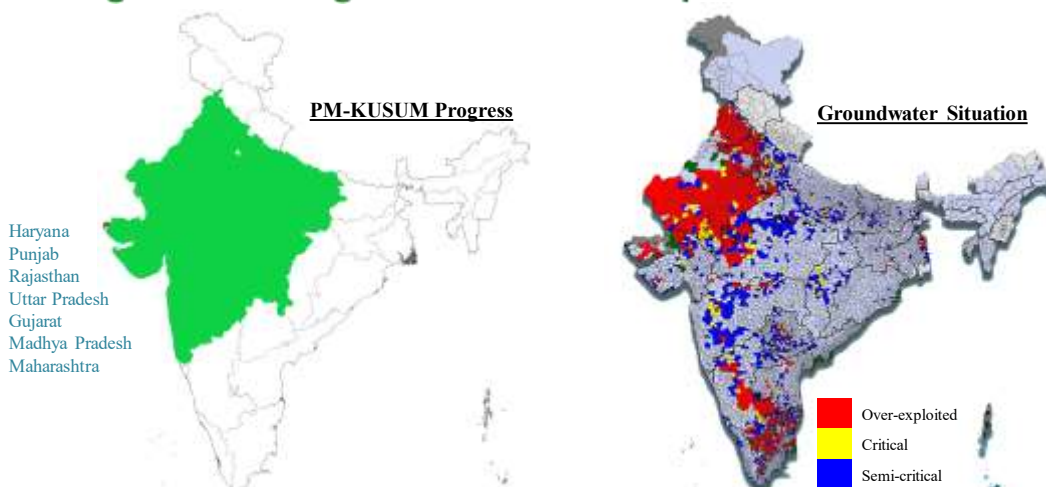 PM-KUSUM Progress
Haryana
Punjab
Rajasthan
Uttar Pradesh
Gujarat
Madhya Pradesh
Maharashtra
Groundwater Situation
Over-exploited
Critical
Semi-critical